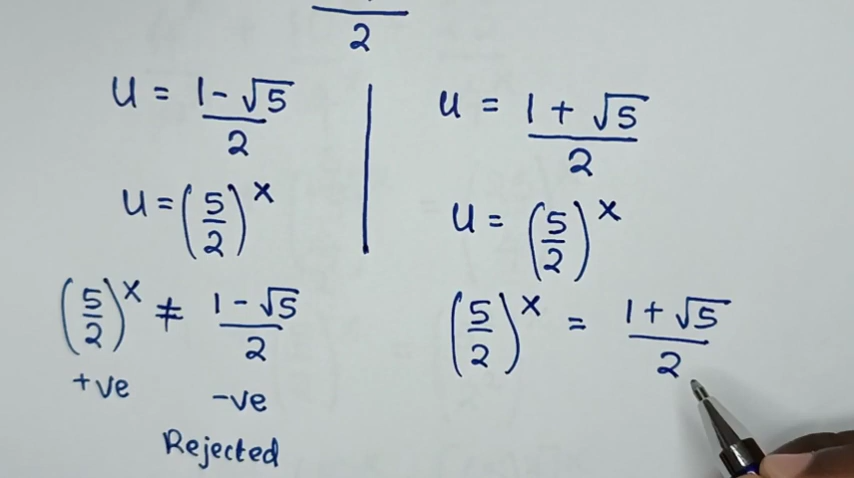 2
U = 1 - √5 / 2
U = (5/2)^x
(5/2)^x ≠ 1 - √5 / 2
+ve -ve
Rejected
U = 1 + √5 / 2
U = (5/2)^x
(5/2)^x = 1 + √5 / 2